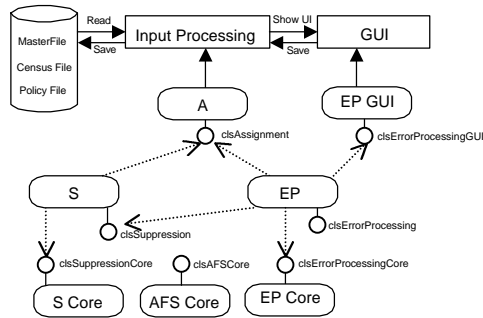 Read
Show UI
MasterFile
Input Processing
GUI
Save
Save
Census File
Policy File
A
EP GUI
clsAssignment
clsErrorProcessingGUI
S
EP
clsSuppression
clsErrorProcessing
clsSuppressionCore
clsAFSCore
clsErrorProcessingCore
S Core
AFS Core
EP Core